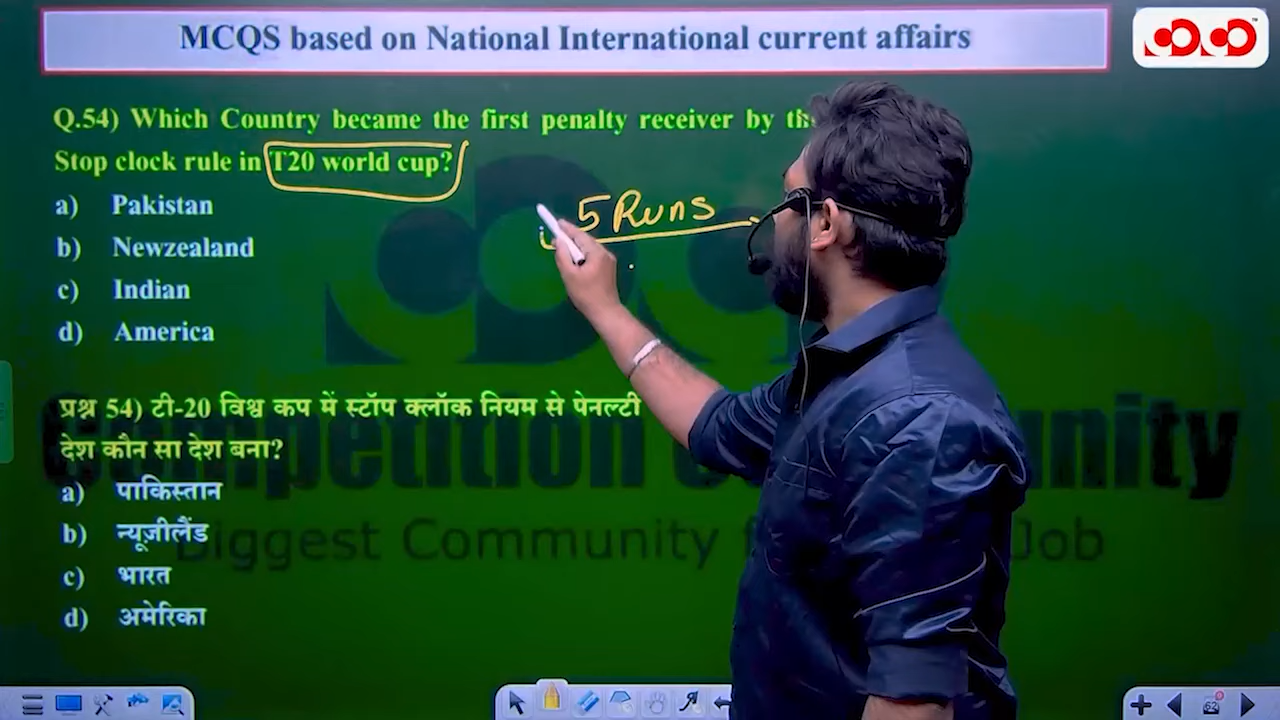 MCQS based on National International current affairs
Q.54) Which Country became the first penalty receiver by
Stop clock rule in T20 world cup?
a) Pakistan
5 Runs
b) Newzealand
c) Indian
d) America
प्रश्न 54) टी-20 विश्व कप में स्टॉप क्लॉक नियम से पेनल्टी
देश कौन सा देश बना?
a) पाकिस्तान
b) न्यूज़ीलैंड
c) भारत
d) अमेरिका
Competition
Biggest Community Job
62